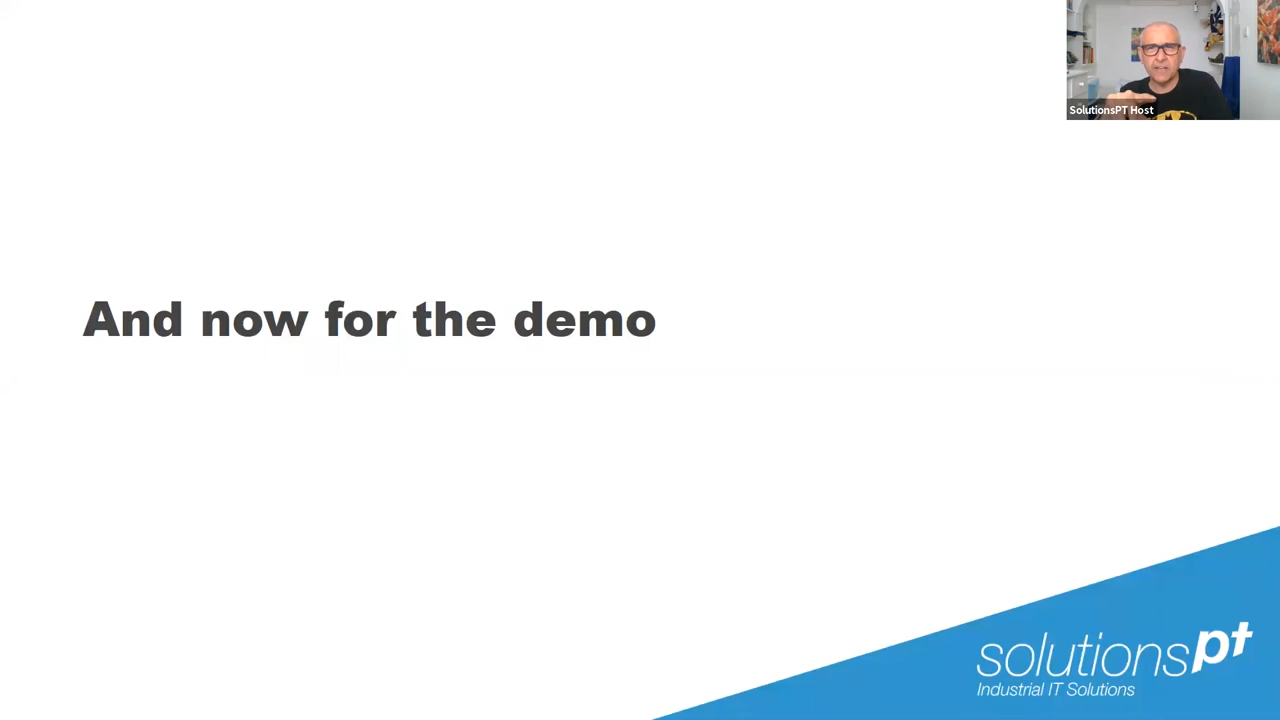 SolutionsPT Host
And now for the demo
solutionspt
Industrial IT Solutions